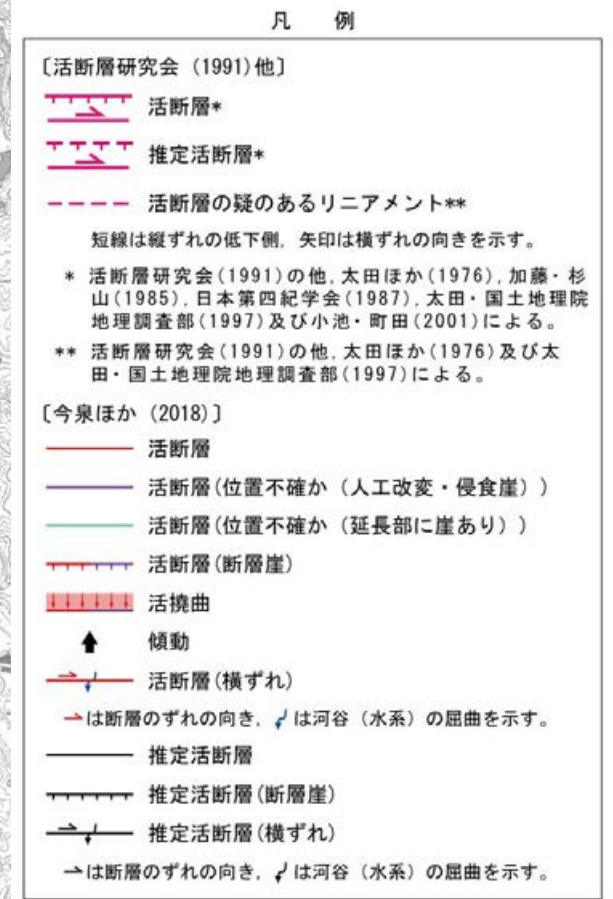 凡　例
〔活断層研究会（1991）他〕
活断層*
推定活断層*
活断層の疑のあるリニアメント**
短線は縦ずれの低下側，矢印は横ずれの向きを示す。
* 活断層研究会(1991)の他，太田ほか(1976)，加藤・杉
山(1985)，日本第四紀学会(1987)，太田・国土地理院
地理調査部(1997)及び小池・町田(2001)による。
** 活断層研究会(1991)の他，太田ほか(1976)及び太
田・国土地理院地理調査部(1997)による。
〔今泉ほか（2018）〕
活断層
活断層(位置不確か（人工改変・侵食崖））
活断層(位置不確か（延長部に崖あり））
活断層(断層崖)
活撓曲
傾動
活断層(横ずれ)
は断層のずれの向き，は河谷（水系）の屈曲を示す。
推定活断層
推定活断層(断層崖)
推定活断層(横ずれ)
は断層のずれの向き，は河谷（水系）の屈曲を示す。